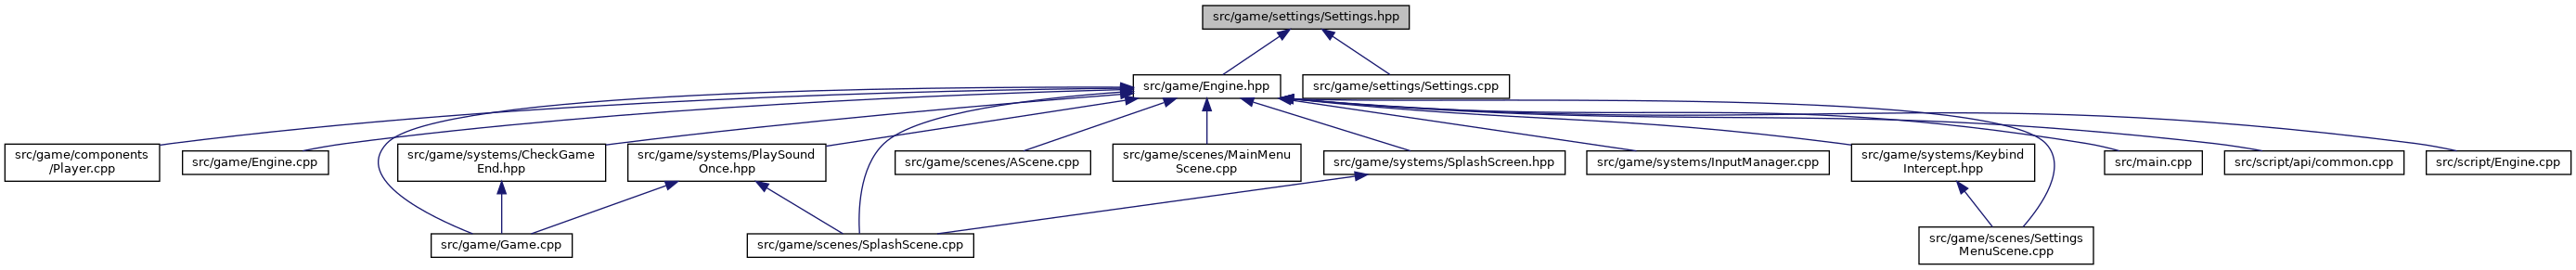 src/game/settings/Settings.hpp
src/game/Engine.hpp
src/game/settings/Settings.cpp
src/game/components
/Player.cpp
src/game/Engine.cpp
src/game/systems/CheckGame
End.hpp
src/game/systems/PlaySound
Once.hpp
src/game/scenes/AScene.cpp
src/game/scenes/MainMenu
Scene.cpp
src/game/systems/SplashScreen.hpp
src/game/systems/InputManager.cpp
src/game/systems/Keybind
Intercept.hpp
src/main.cpp
src/script/api/common.cpp
src/script/Engine.cpp
src/game/Game.cpp
src/game/scenes/SplashScene.cpp
src/game/scenes/Settings
MenuScene.cpp